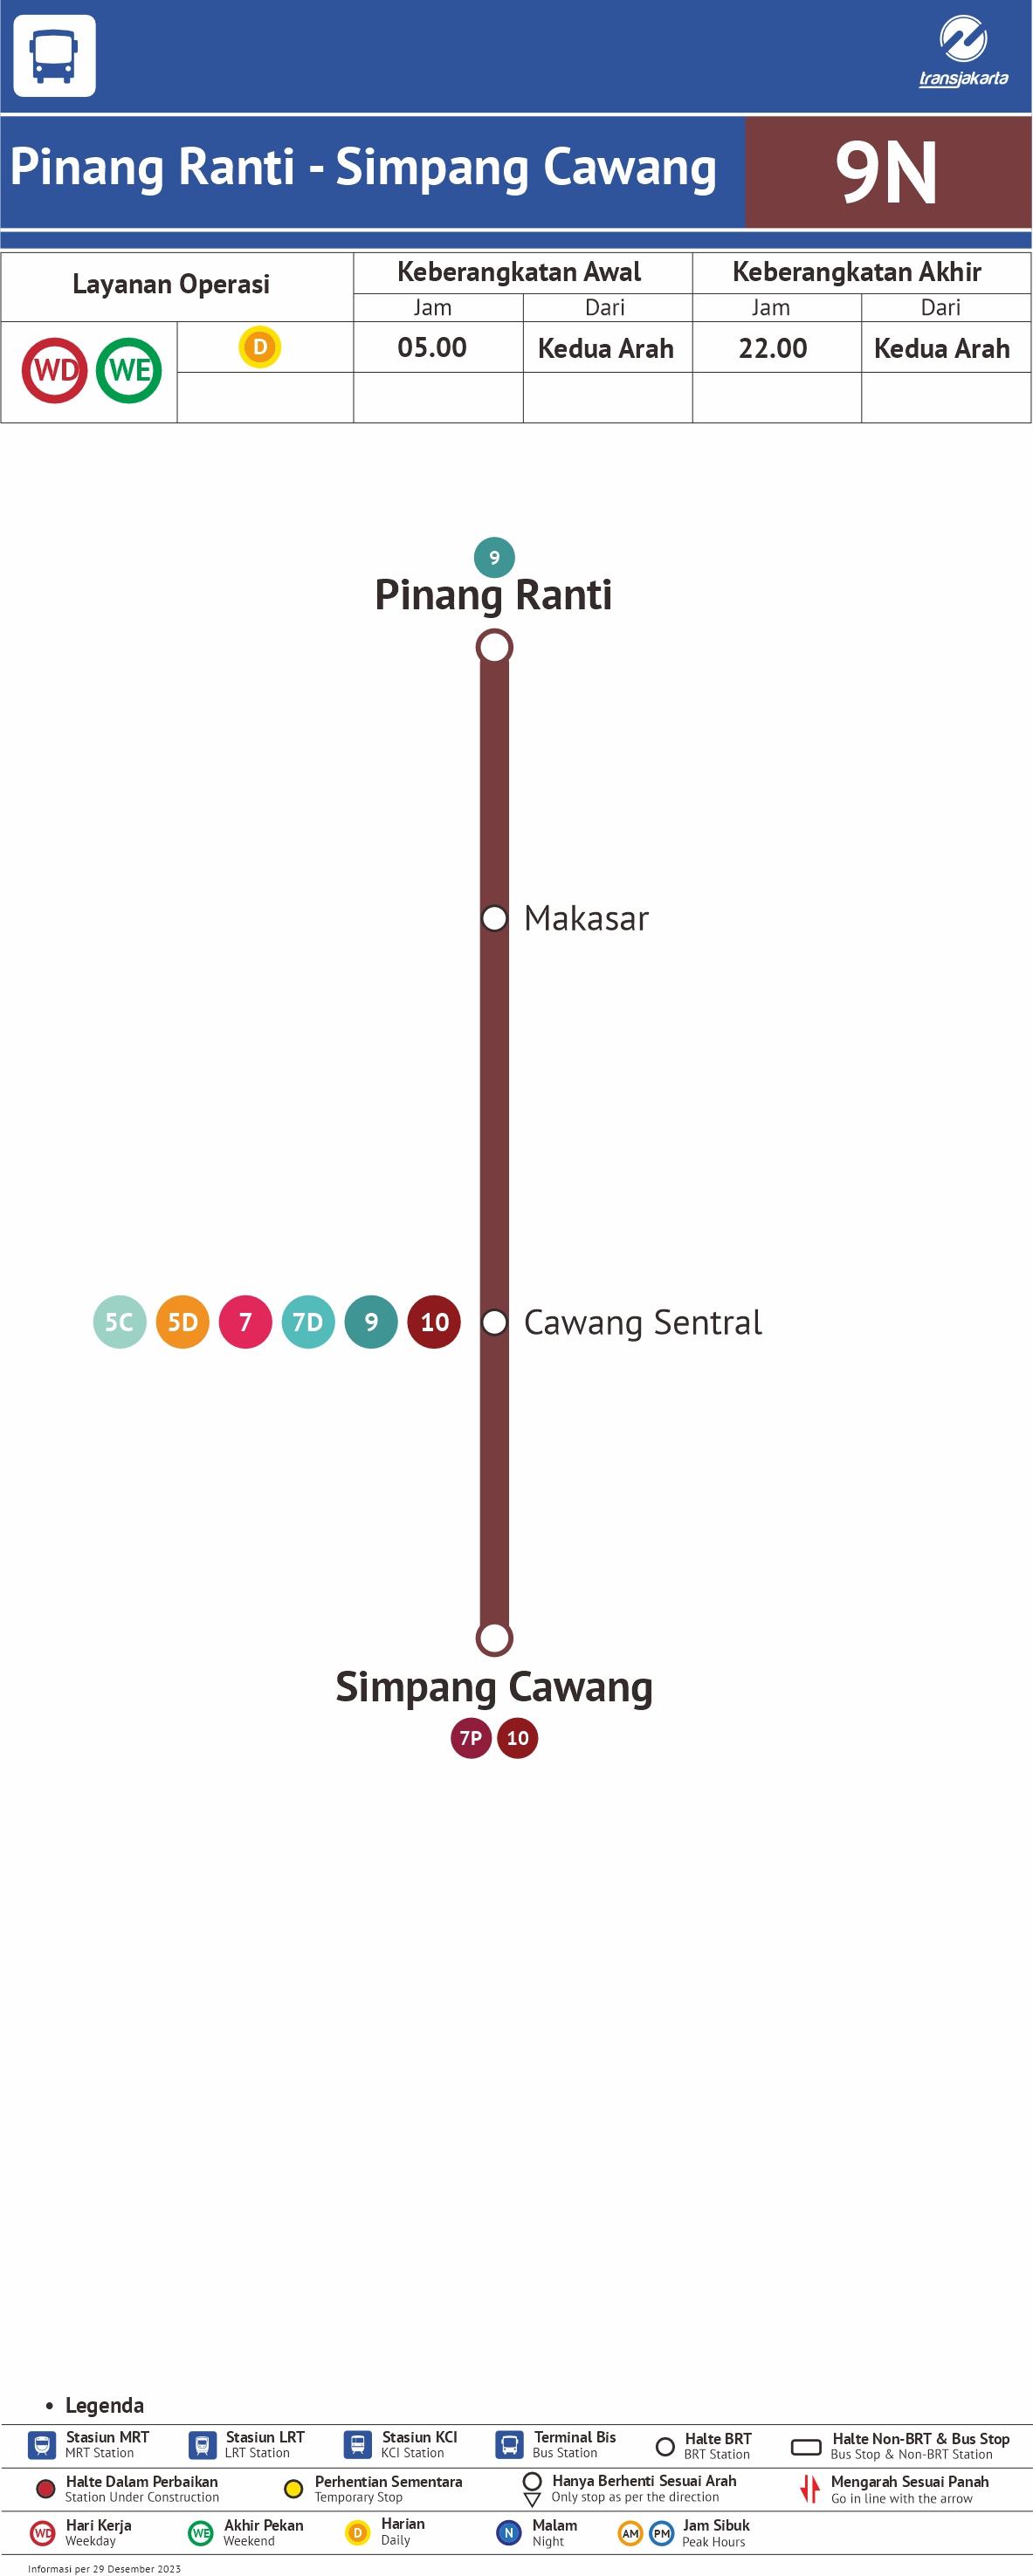 transjakarta
Pinang Ranti - Simpang Cawang
9N
Layanan Operasi
Keberangkatan Awal
Keberangkatan Akhir
Jam
Dari
Jam
Dari
WD
WE
D
05.00
Kedua Arah
22.00
Kedua Arah
9
Pinang Ranti
Makasar
5C
5D
7
7D
9
10
Cawang Sentral
Simpang Cawang
7P
10
• Legenda
Stasiun MRT
MRT Station
Stasiun LRT
LRT Station
Stasiun KCI
KCI Station
Terminal Bis
Bus Station
Halte BRT
BRT Station
Halte Non-BRT & Bus Stop
Bus Stop & Non-BRT Station
Halte Dalam Perbaikan
Station Under Construction
Perhentian Sementara
Temporary Stop
Hanya Berhenti Sesuai Arah
Only stop as per the direction
Mengarah Sesuai Panah
Go in line with the arrow
WD
Hari Kerja
Weekday
WE
Akhir Pekan
Weekend
D
Harian
Daily
N
Malam
Night
AM
PM
Jam Sibuk
Peak Hours
Informasi per 29 Desember 2023